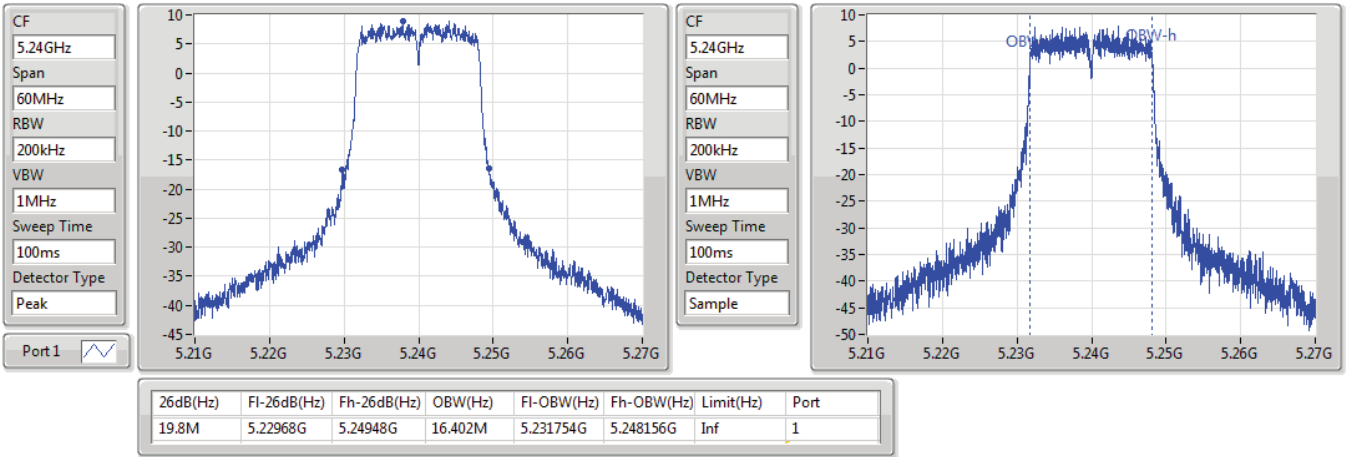 CF
5.24GHz
Span
60MHz
RBW
200kHz
VBW
1MHz
Sweep Time
100ms
Detector Type
Peak
Port 1
10
5
0
-5
-10
-15
-20
-25
-30
-35
-40
-45
5.21G 5.22G 5.23G 5.24G 5.25G 5.26G 5.27G
CF
5.24GHz
Span
60MHz
RBW
200kHz
VBW
1MHz
Sweep Time
100ms
Detector Type
Sample
10
5
0
-5
-10
-15
-20
-25
-30
-35
-40
-45
-50
OBW-h
5.21G 5.22G 5.23G 5.24G 5.25G 5.26G 5.27G
26dB(Hz) Fl-26dB(Hz) Fh-26dB(Hz) OBW(Hz) Fl-OBW(Hz) Fh-OBW(Hz) Limit(Hz) Port
19.8M 5.22968G 5.24948G 16.402M 5.231754G 5.248156G Inf 1